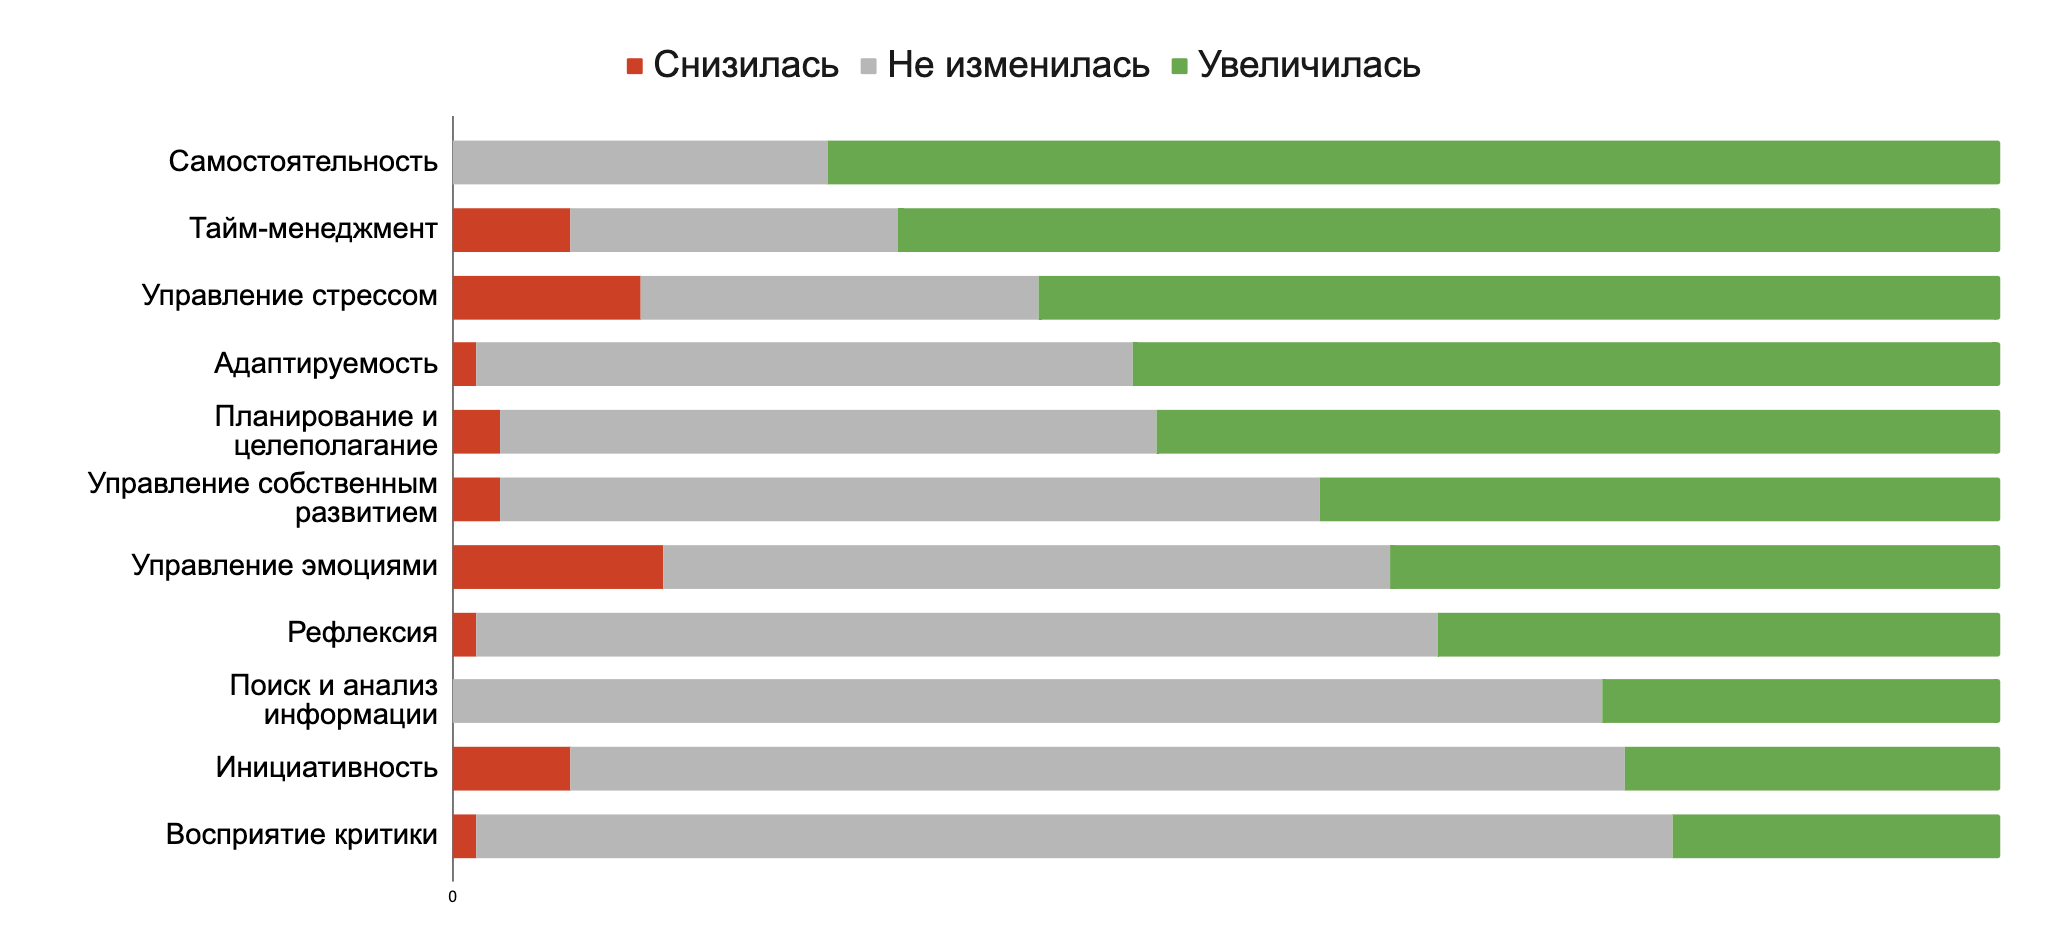 Снизилась Не изменилась Увеличилась
Самостоятельность
Тайм-менеджмент
Управление стрессом
Адаптируемость
Планирование и
целеполагание
Управление собственным
развитием
Управление эмоциями
Рефлексия
Поиск и анализ
информации
Инициативность
Восприятие критики
0